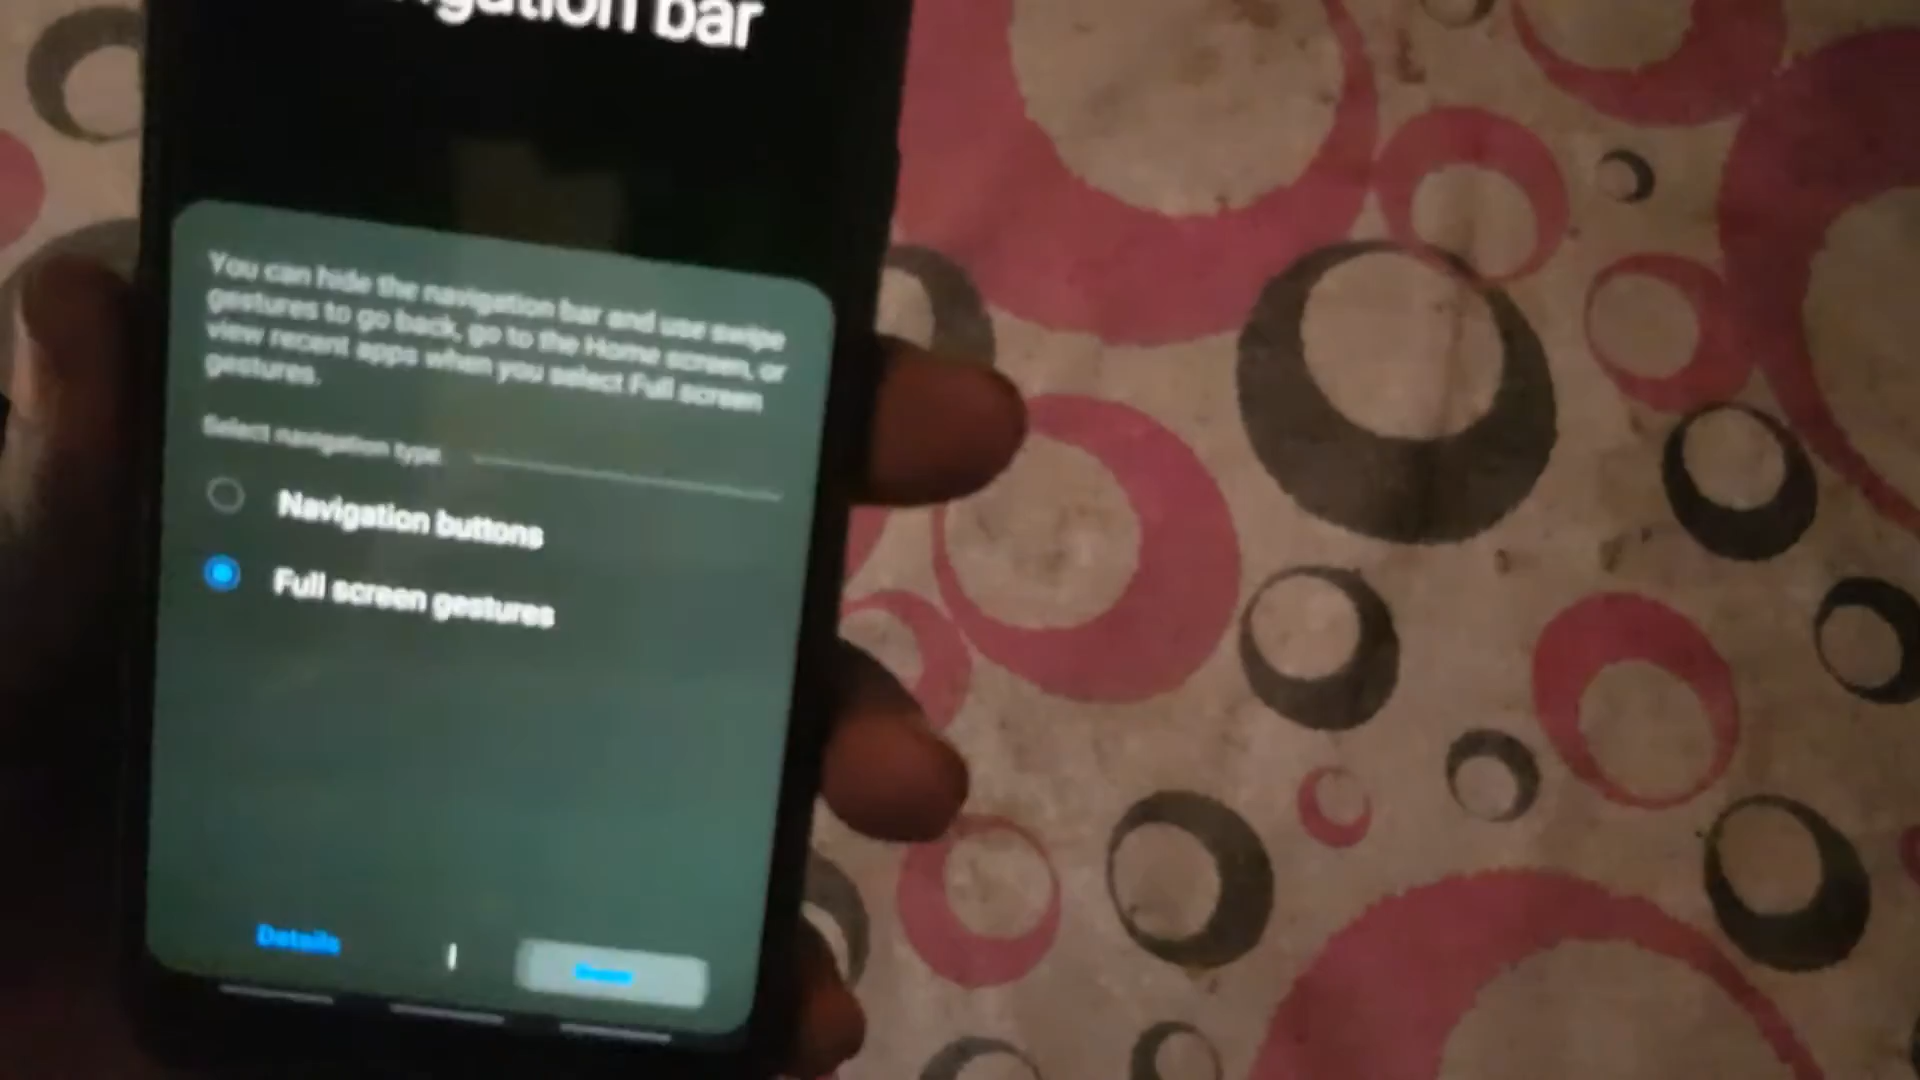 bar
You can hide the navigation bar and use swipe
gestures to go back, go to the Home screen, or
view recent apps when you select Full screen
gestures.
Select navigation type
Navigation buttons
Full screen gestures
Details